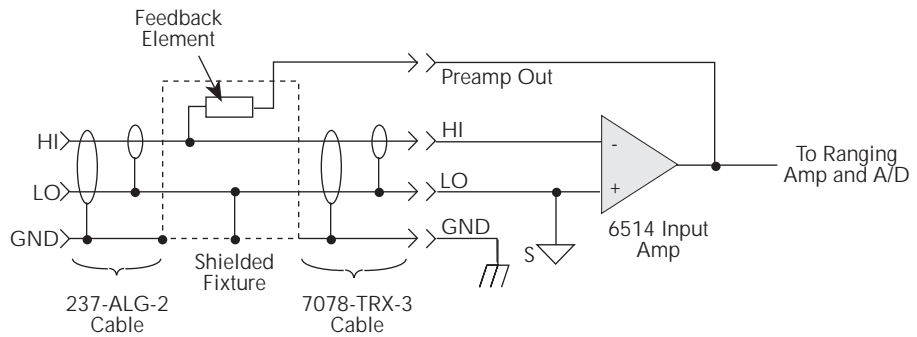 Feedback
Element
Preamp Out
HI
HI
-
To Ranging
Amp and A/D
LO
LO
+
6514 Input
Amp
GND
GND
S
Shielded
Fixture
237-ALG-2
Cable
7078-TRX-3
Cable